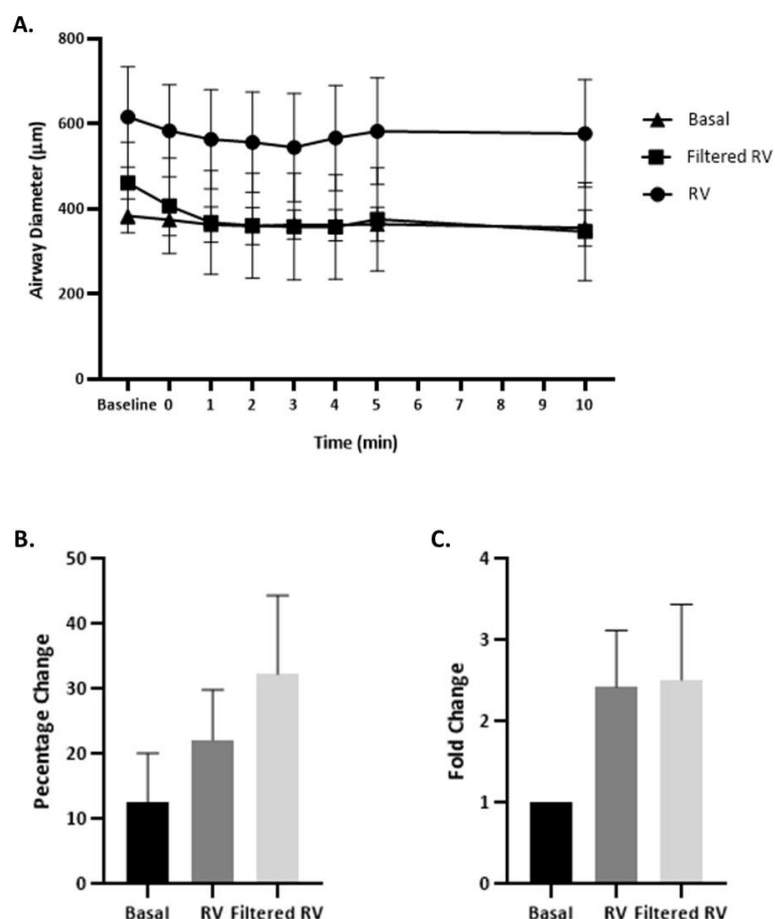 A.
800
600
400
200
0
Airway Diameter (μm)
Baseline 0 1 2 3 4 5 6 7 8 9 10
Time (min)
Basal
Filtered RV
RV
B.
50
40
30
20
10
0
Pecentage Change
Basal RV Filtered RV
C.
4
3
2
1
0
Fold Change
Basal RV Filtered RV